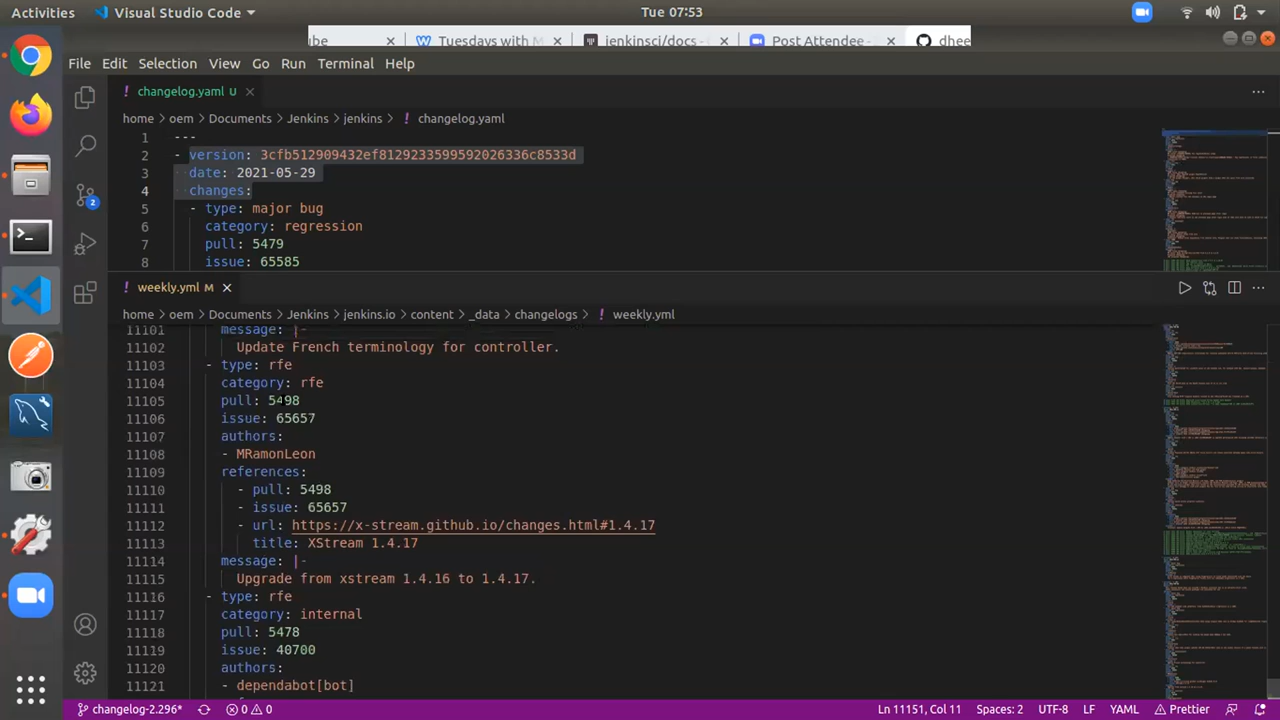 Activities
Visual Studio Code
Tue 07:53
ube
Tuesdays with M
jenkinsci/docs -
Post Attendee -
dhee
File Edit Selection View Go Run Terminal Help
changelog.yaml U
home > oem > Documents > Jenkins > jenkins > ! changelog.yaml
1 ---
2 - version: 3cfb512909432ef8129233599592026336c8533d
3 date: 2021-05-29
4 changes:
5 - type: major bug
6 category: regression
7 pull: 5479
8 issue: 65585
2
weekly.yml M
home > oem > Documents > Jenkins > jenkins.io > content > _data > changelogs > ! weekly.yml
11101 message: |-
11102 Update French terminology for controller.
11103 - type: rfe
11104 category: rfe
11105 pull: 5498
11106 issue: 65657
11107 authors:
11108 - MRamonLeon
11109 references:
11110 - pull: 5498
11111 - issue: 65657
11112 - url: https://x-stream.github.io/changes.html#1.4.17
11113 title: XStream 1.4.17
11114 message: |-
11115 Upgrade from xstream 1.4.16 to 1.4.17.
11116 - type: rfe
11117 category: internal
11118 pull: 5478
11119 issue: 40700
11120 authors:
11121 - dependabot[bot]
changelog-2.296* 0 0 Ln 11151, Col 11 Spaces: 2 UTF-8 LF YAML Prettier